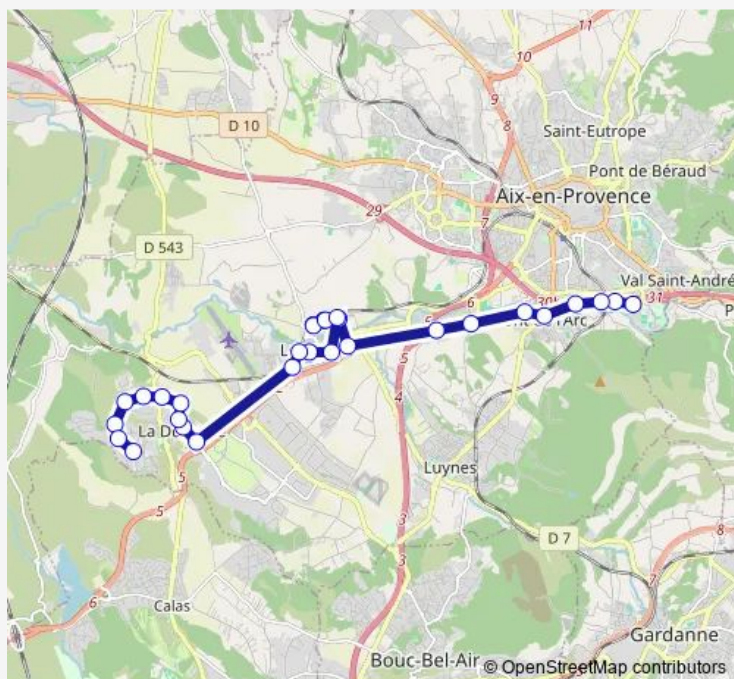 11
10
9
Saint-Eutrope
D 10
8
Pont de Béraud
Aix-en-Provence
29
7
D 543
Val Saint-André
30
31
5
6
P
l'Arc
L
2
4
La D
5
Luynes
5
3
D 7
8
3
7
6
Calas
Gardanne
Bouc-Bel-Air
© OpenStreetMap contributors